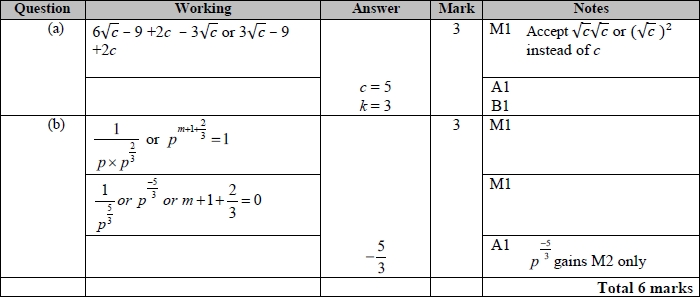 Question Working Answer Mark Notes
(a) 6√c – 9 +2c – 3√c or 3√c – 9 3 M1 Accept √c√c or (√c)²
+2c instead of c
c = 5 A1
k = 3 B1
(b) 1/(p × p^(2/3)) or p^(m+1+2/3) = 1 3 M1
1/p^(5/3) or p^(-5/3) or m + 1 + 2/3 = 0 M1
–5/3 A1 p^(-5/3) gains M2 only
Total 6 marks